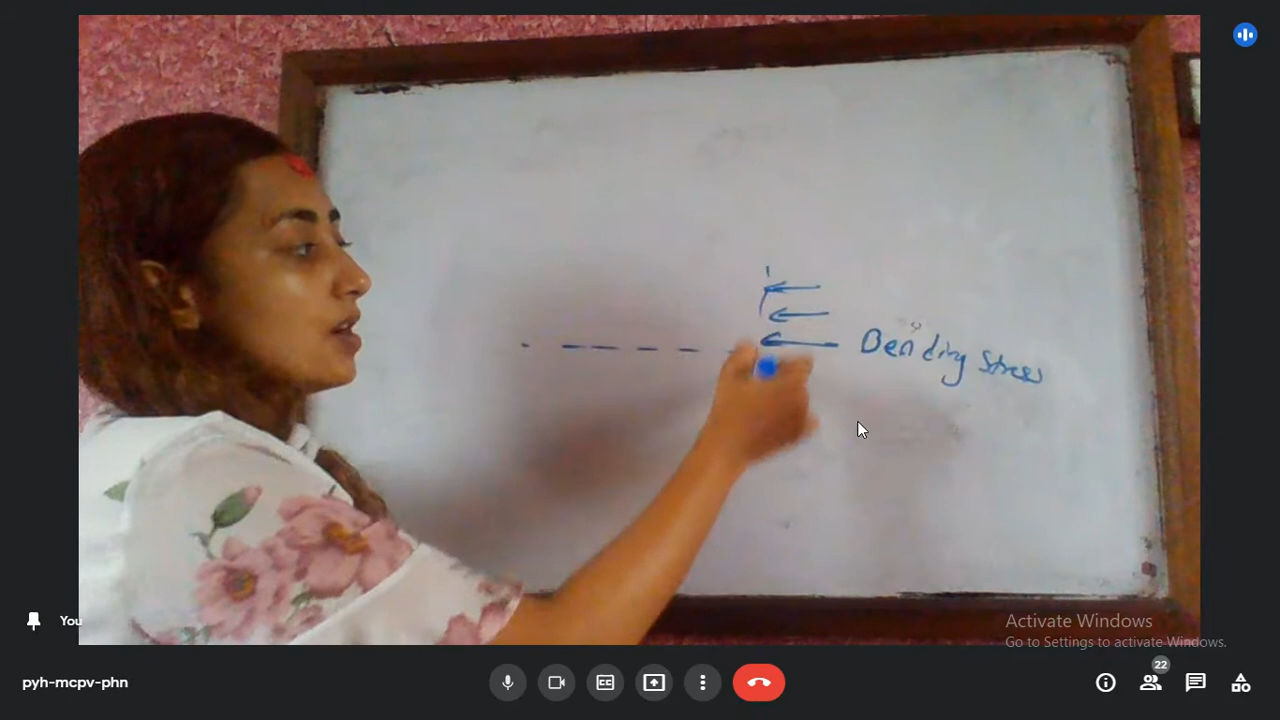 Bending Stress
You
Activate Windows
Go to Settings to activate Windows.
pyh-mcpv-phn
22